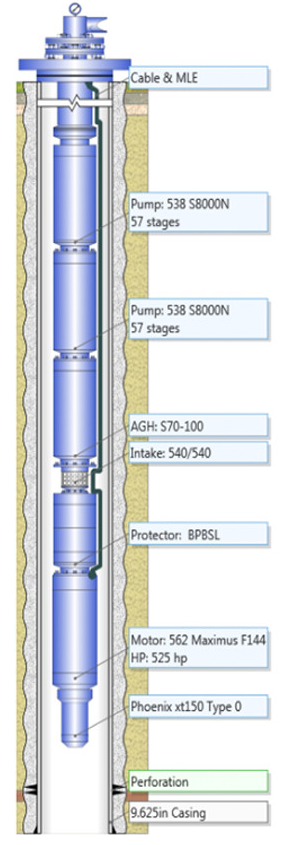 Cable & MLE
Pump: 538 S8000N
57 stages
Pump: 538 S8000N
57 stages
AGH: S70-100
Intake: 540/540
Protector: BPBSL
Motor: 562 Maximus F144
HP: 525 hp
Phoenix xt150 Type 0
Perforation
9.625in Casing